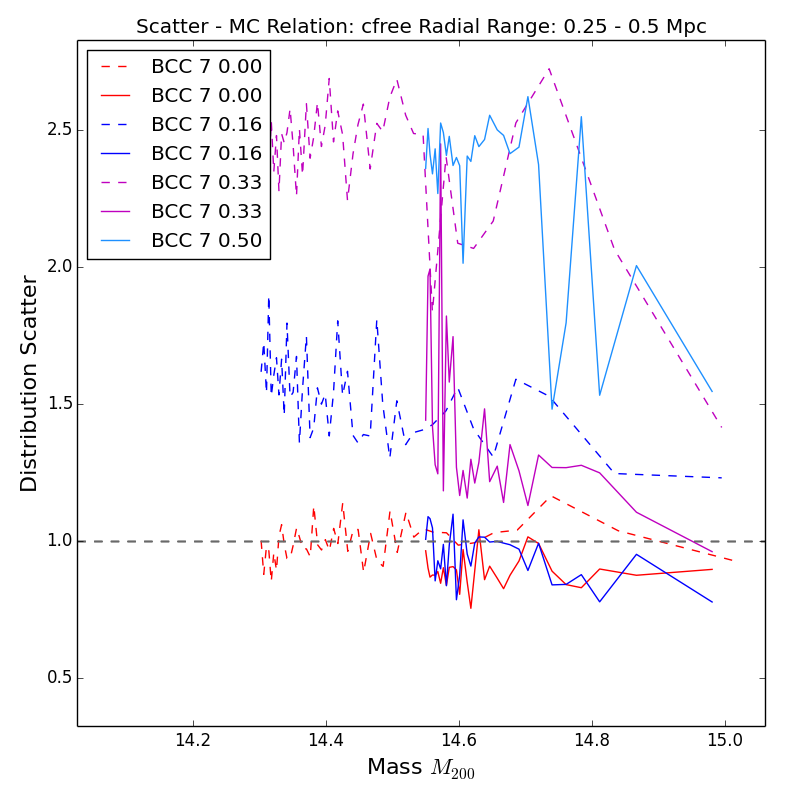 Scatter - MC Relation: cfree Radial Range: 0.25 - 0.5 Mpc
BCC 7 0.00
BCC 7 0.00
BCC 7 0.16
BCC 7 0.16
BCC 7 0.33
BCC 7 0.33
BCC 7 0.50
2.5
2.0
1.5
1.0
0.5
Distribution Scatter
14.2 14.4 14.6 14.8 15.0
Mass M_{200}